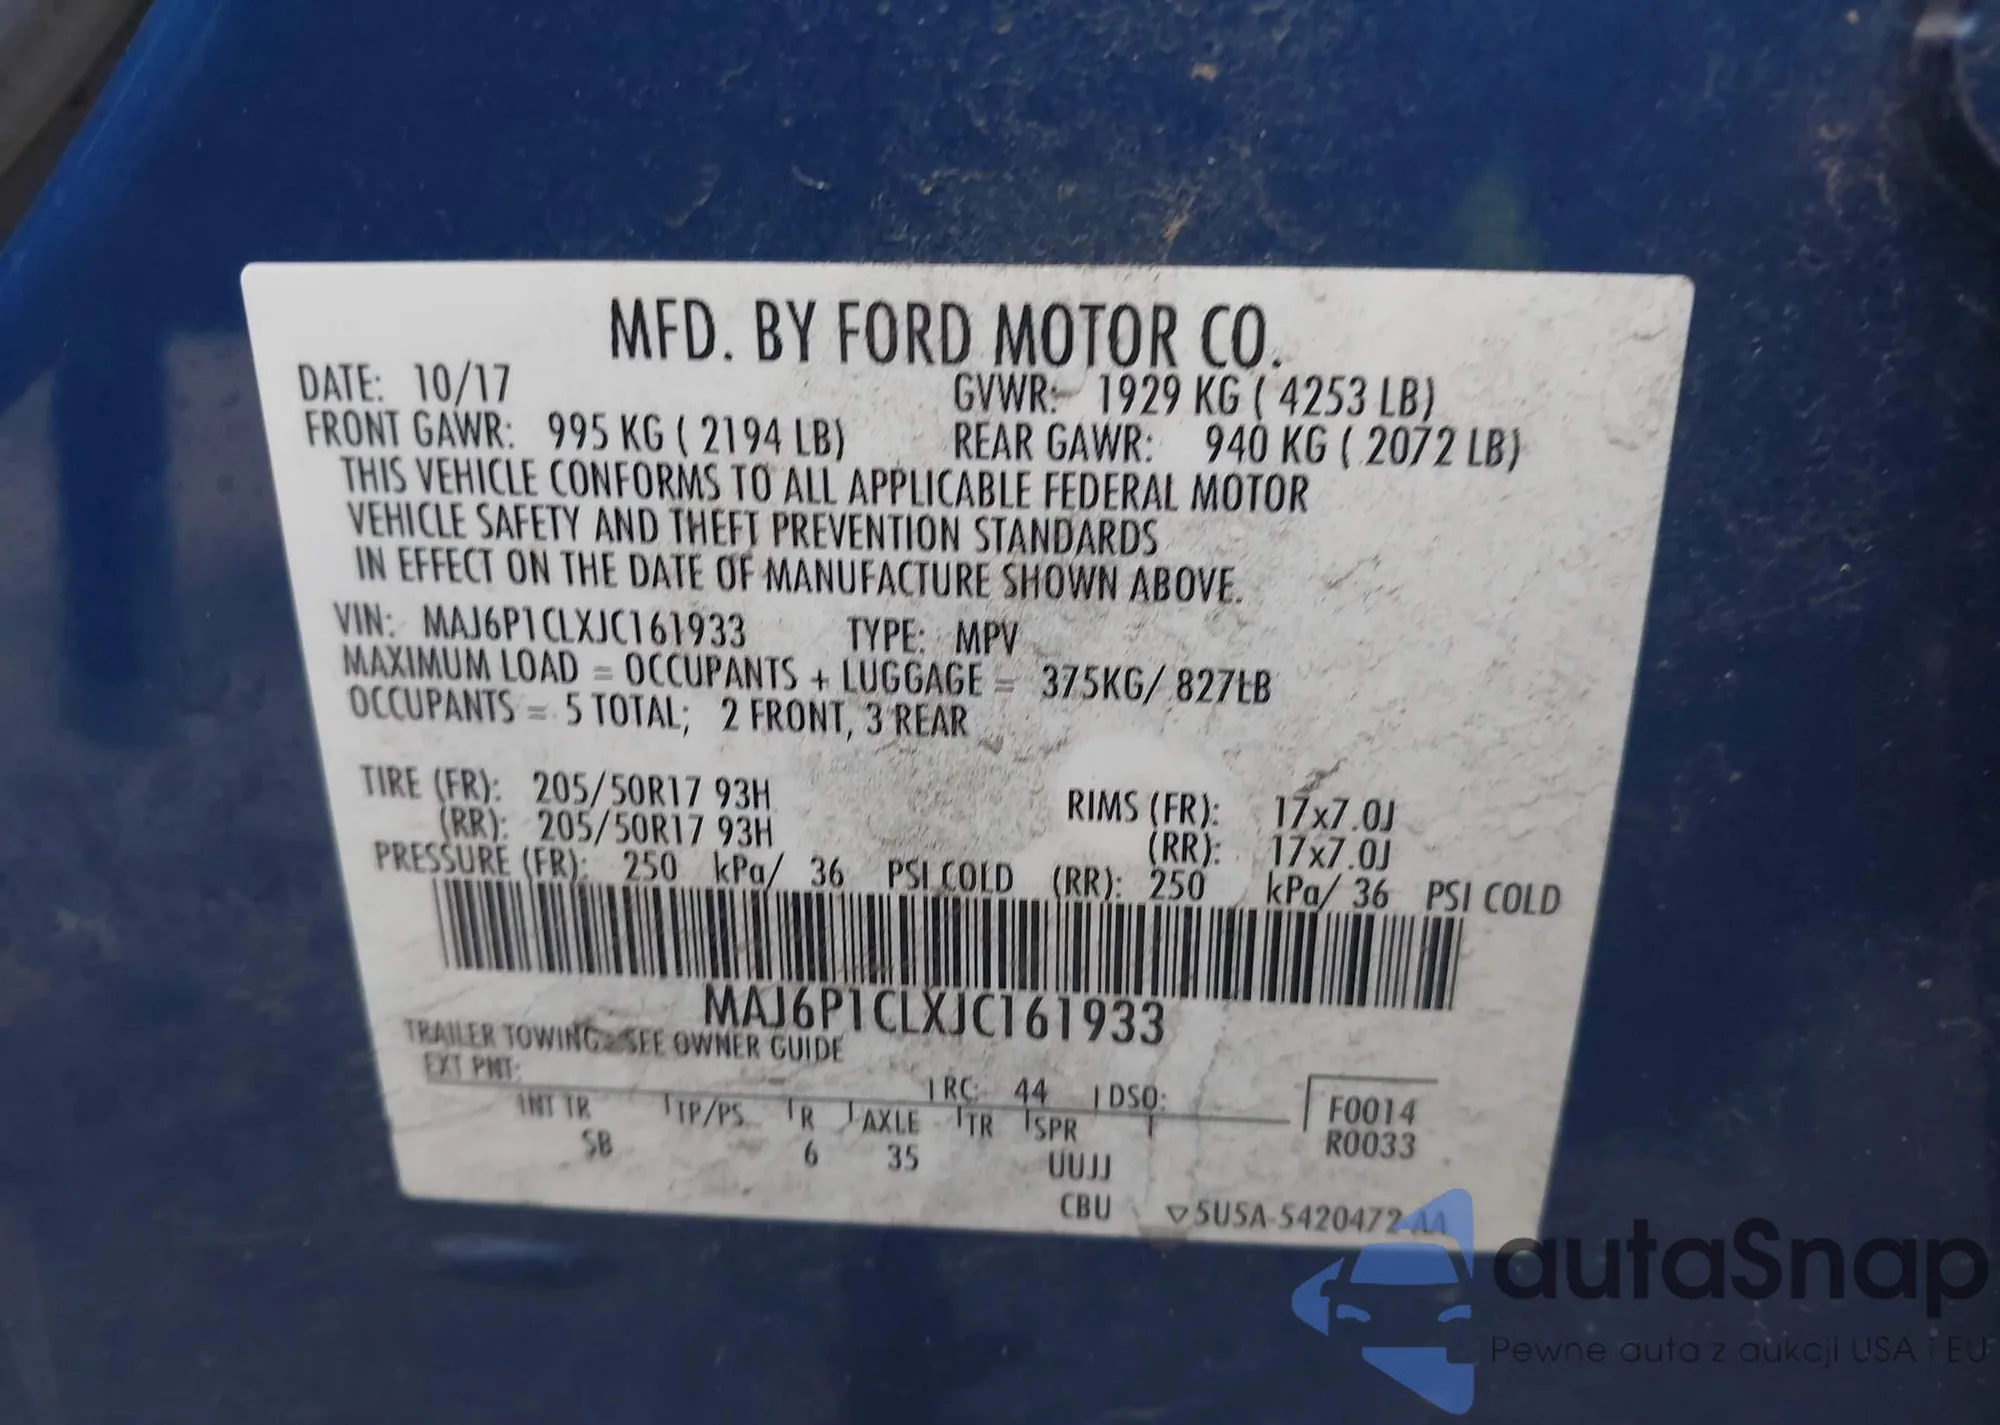 MFD. BY FORD MOTOR CO.
DATE: 10/17 GVWR: 1929 KG ( 4253 LB)
FRONT GAWR: 995 KG ( 2194 LB) REAR GAWR: 940 KG ( 2072 LB)
THIS VEHICLE CONFORMS TO ALL APPLICABLE FEDERAL MOTOR
VEHICLE SAFETY AND THEFT PREVENTION STANDARDS
IN EFFECT ON THE DATE OF MANUFACTURE SHOWN ABOVE.
VIN: MAJ6P1CLXJC161933 TYPE: MPV
MAXIMUM LOAD = OCCUPANTS + LUGGAGE = 375KG/ 827LB
OCCUPANTS = 5 TOTAL; 2 FRONT, 3 REAR
TIRE (FR): 205/50R17 93H RIMS (FR): 17x7.0J
(RR): 205/50R17 93H (RR): 17x7.0J
PRESSURE (FR): 250 kPa/ 36 PSI COLD (RR): 250 kPa/ 36 PSI COLD
MAJ6P1CLXJC161933
TRAILER TOWING-SEE OWNER GUIDE
EXT PNT: RC: 44 DSO:
INT TR TP/PS R AXLE TR SPR F0014
SB 6 35 UUJJ R0033
CBU ▽5U5A-5420472-AA
autaSnap
Pewne auta z aukcji USA i EU